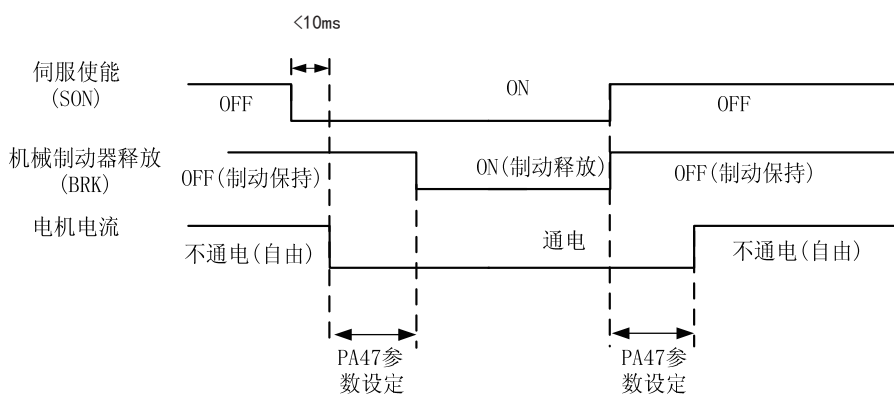 <10ms
伺服使能
(SON)
OFF
ON
OFF
机械制动器释放
(BRK)
OFF(制动保持)
ON(制动释放)
OFF(制动保持)
电机电流
不通电(自由)
通电
不通电(自由)
PA47参
数设定
PA47参
数设定